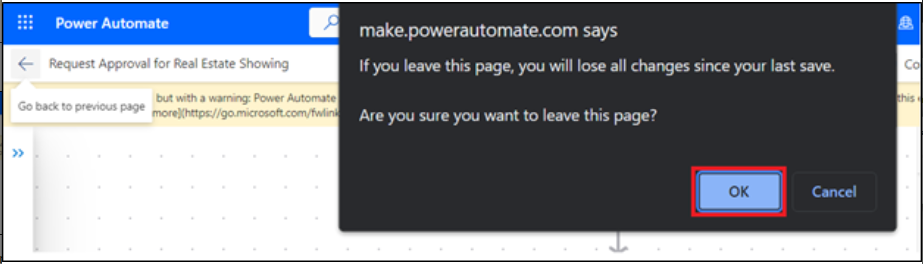 Power Automate
make.powerautomate.com says
Request Approval for Real Estate Showing
If you leave this page, you will lose all changes since your last save.
Co
Go back to previous page
but with a warning: Power Automate
this
more](https://go.microsoft.com/fwlink
Are you sure you want to leave this page?
OK
Cancel